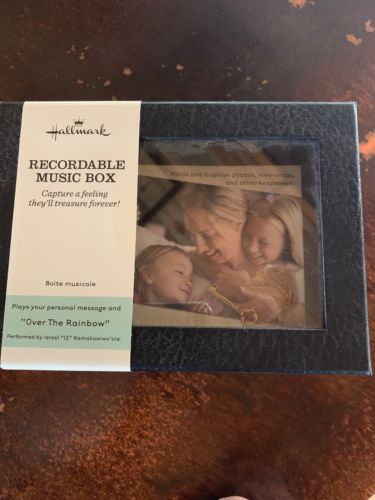 Hallmark
RECORDABLE
MUSIC BOX
Capture a feeling
they'll treasure forever!
Boîte musicale
Plays your personal message and
"Over The Rainbow"
Performed by Israel "IZ" Kamakawiwo'ole.
Holds and displays photos, mementos,
and other keepsakes.